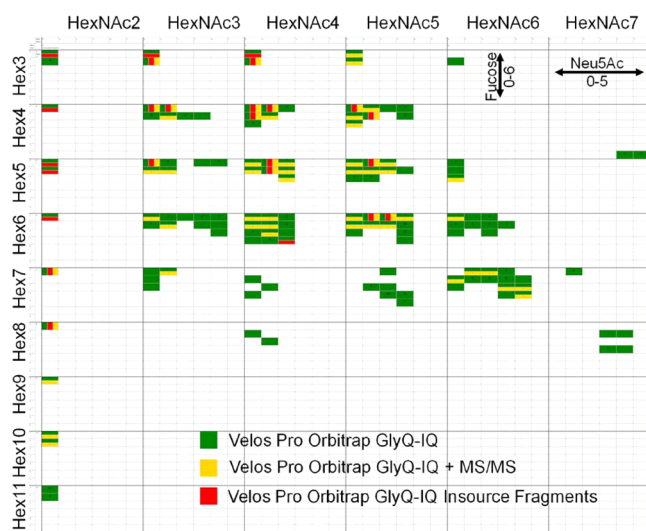 HexNAc2 HexNAc3 HexNAc4 HexNAc5 HexNAc6 HexNAc7
Hex3
Fucose
0-6
Neu5Ac
0-5
Hex4
Hex5
Hex6
Hex7
Hex8
Hex9
Hex10
Hex11
Velos Pro Orbitrap GlyQ-IQ
Velos Pro Orbitrap GlyQ-IQ + MS/MS
Velos Pro Orbitrap GlyQ-IQ Insource Fragments